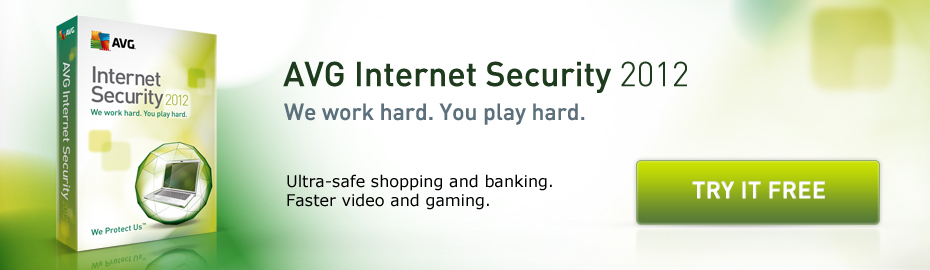 AVG
AVG Internet Security
AVG.
Internet
Security 2012
We work hard. You play hard.
We Protect Us™
AVG Internet Security 2012
We work hard. You play hard.
Ultra-safe shopping and banking.
Faster video and gaming.
TRY IT FREE